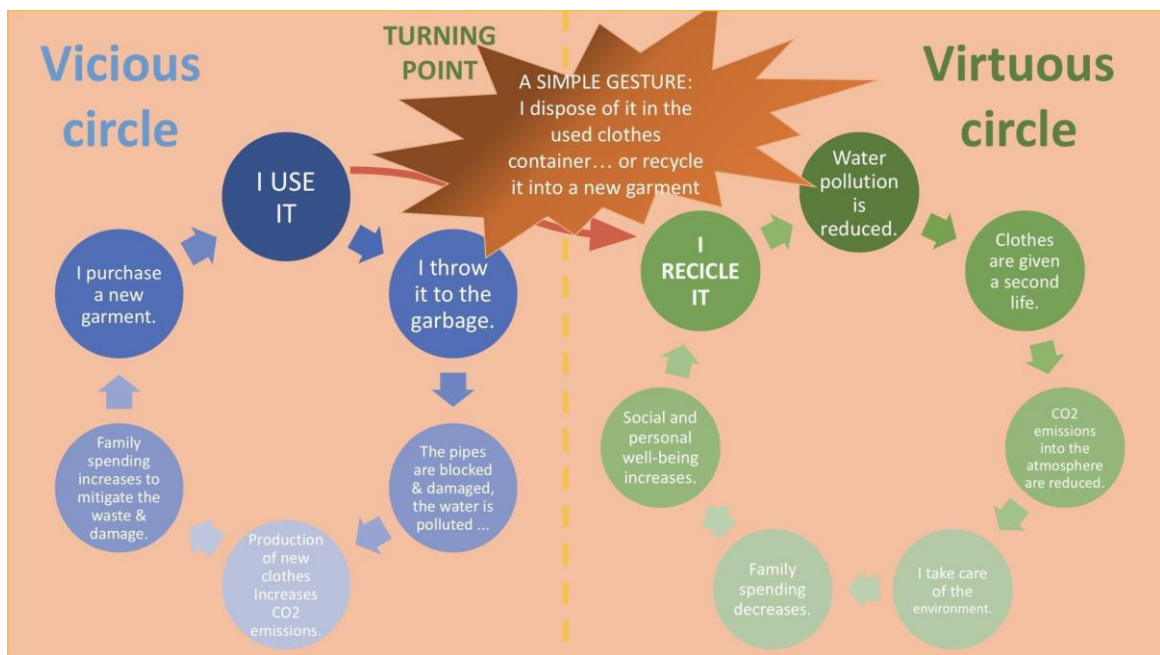 Vicious
circle
TURNING
POINT
A SIMPLE GESTURE:
I dispose of it in the
used clothes
container... or recycle
it into a new garment
Virtuous
circle
I USE
IT
I throw
it to the
garbage.
The pipes
are blocked
& damaged,
the water is
polluted ...
Production
of new
clothes
Increases
CO2
emissions.
Family
spending
increases to
mitigate the
waste &
damage.
I purchase
a new
garment.
I
RECICLE
IT
Water
pollution
is
reduced.
Clothes
are given
a second
life.
CO2
emissions
into the
atmosphere
are reduced.
I take care
of the
environment.
Family
spending
decreases.
Social and
personal
well-being
increases.